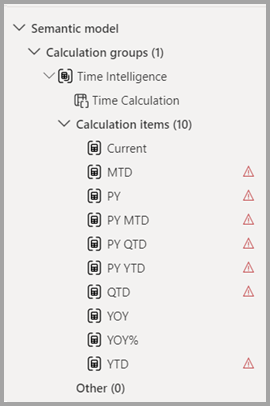 Semantic model
Calculation groups (1)
Time Intelligence
Time Calculation
Calculation items (10)
Current
MTD
PY
PY MTD
PY QTD
PY YTD
QTD
YOY
YOY%
YTD
Other (0)